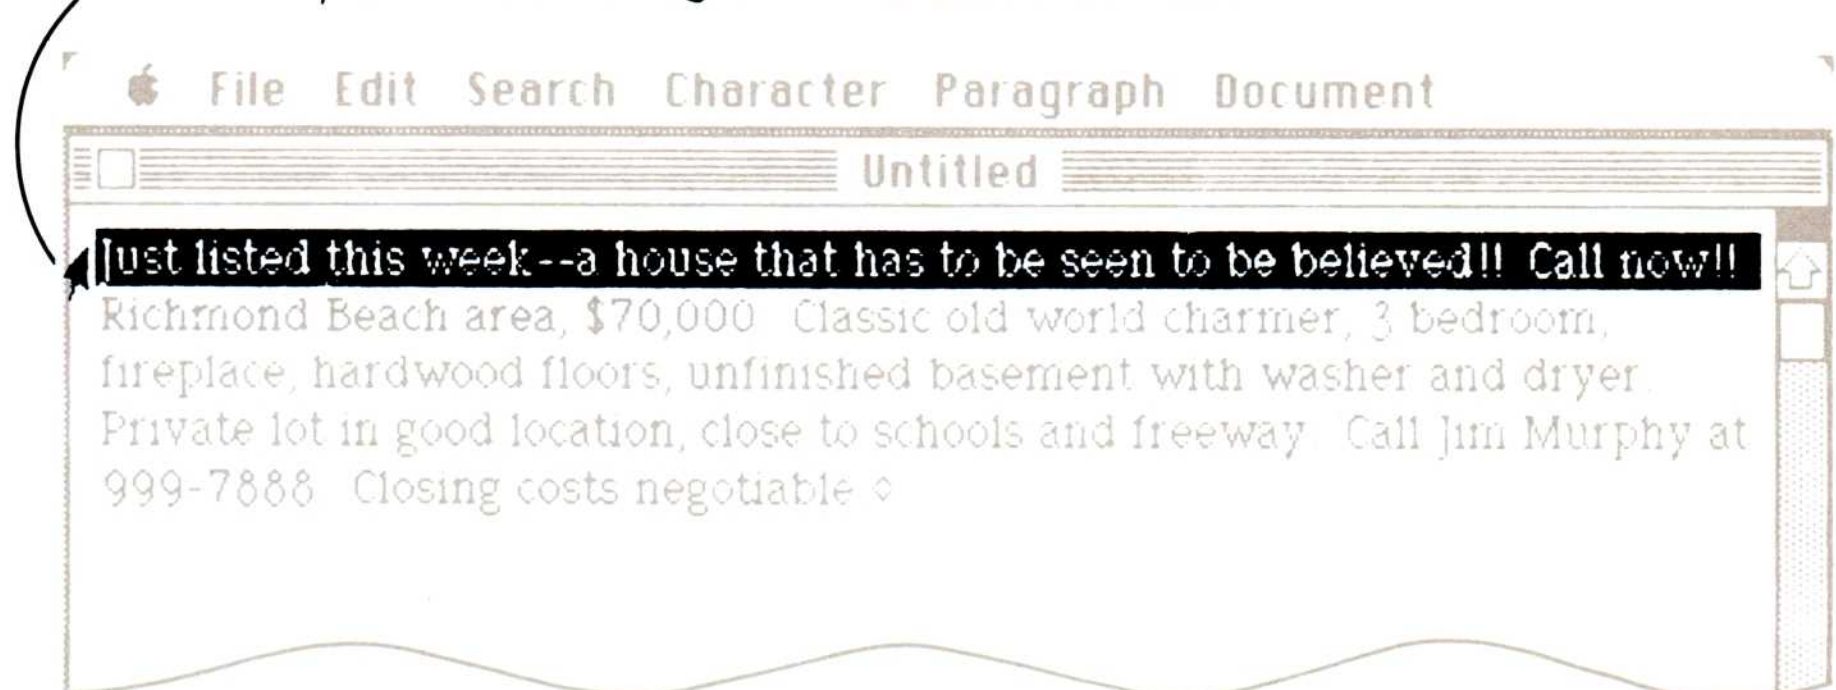 File Edit Search Character Paragraph Document
Untitled
Just listed this week--a house that has to be seen to be believed!! Call now!!
Richmond Beach area, $70,000 Classic old world charmer, 3 bedroom,
fireplace, hardwood floors, unfinished basement with washer and dryer.
Private lot in good location, close to schools and freeway. Call Jim Murphy at
999-7888 Closing costs negotiable